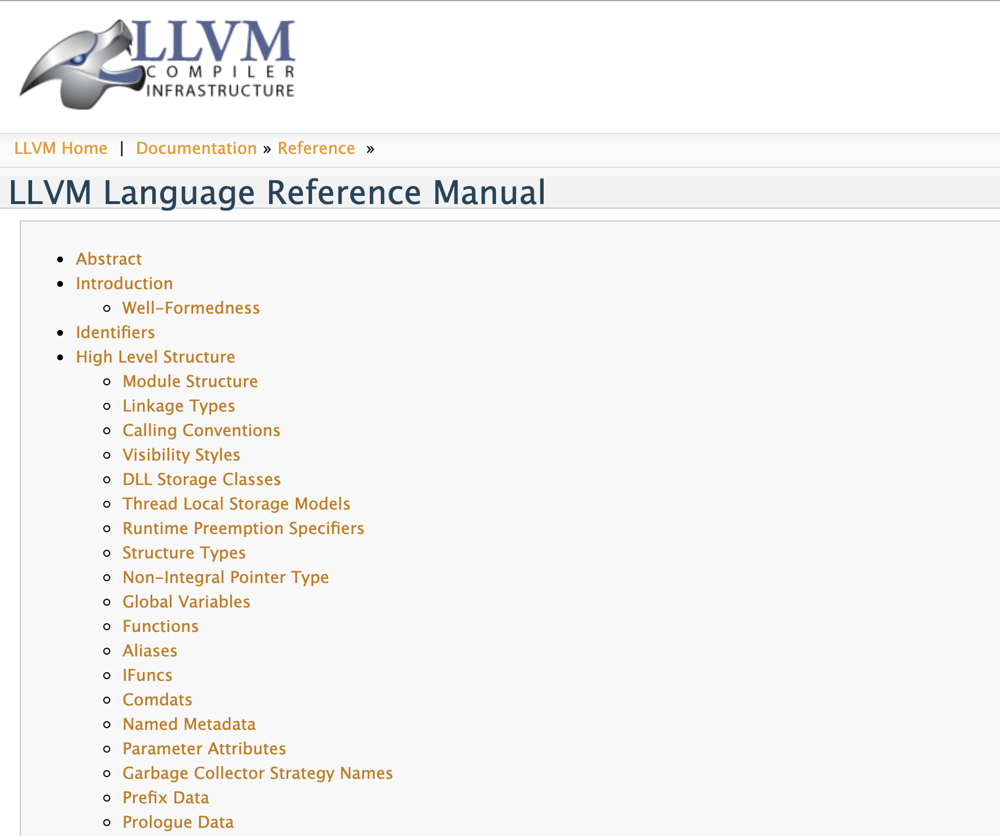 LLVM
COMPILER
INFRASTRUCTURE
LLVM Home | Documentation » Reference »
LLVM Language Reference Manual
Abstract
Introduction
Well-Formedness
Identifiers
High Level Structure
Module Structure
Linkage Types
Calling Conventions
Visibility Styles
DLL Storage Classes
Thread Local Storage Models
Runtime Preemption Specifiers
Structure Types
Non-Integral Pointer Type
Global Variables
Functions
Aliases
IFuncs
Comdats
Named Metadata
Parameter Attributes
Garbage Collector Strategy Names
Prefix Data
Prologue Data